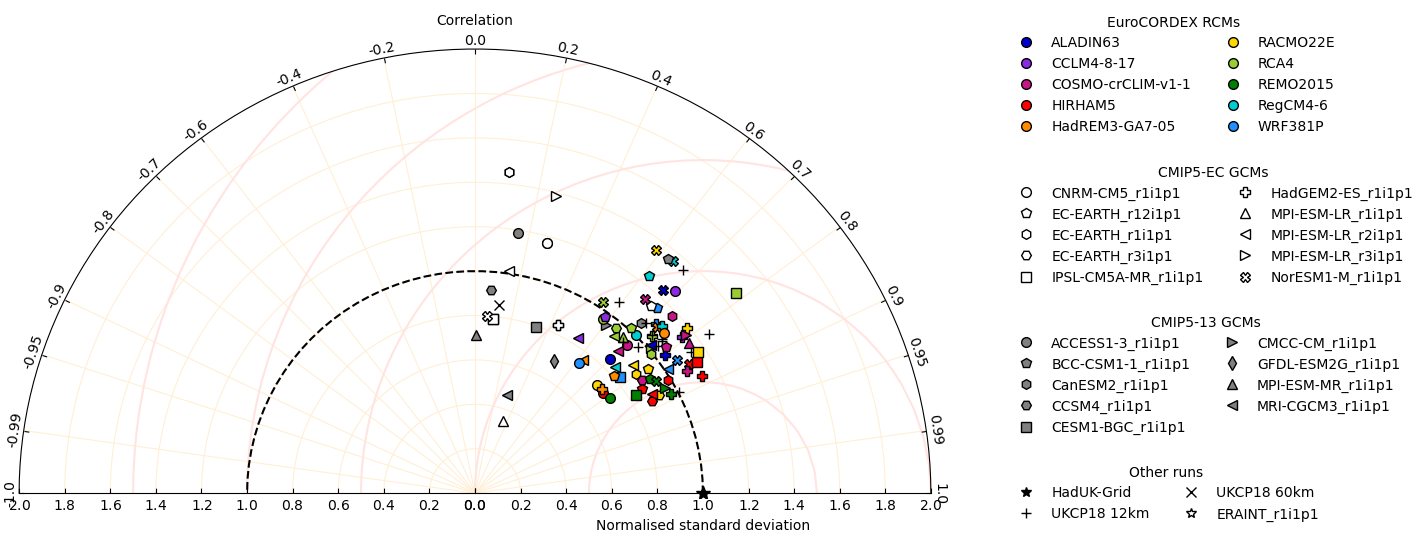 Correlation
0.0
-0.2
0.2
-0.4
0.4
-0.6
0.6
-0.7
0.7
-0.8
0.8
-0.9
0.9
-0.95
0.95
-0.99
0.99
-1.0
1.0
2.0 1.8 1.6 1.4 1.2 1.0 0.8 0.6 0.4 0.2 0.0 0.2 0.4 0.6 0.8 1.0 1.2 1.4 1.6 1.8 2.0
Normalised standard deviation
EuroCORDEX RCMs
ALADIN63
CCLM4-8-17
COSMO-crCLIM-v1-1
HIRHAM5
HadREM3-GA7-05
RACMO22E
RCA4
REMO2015
RegCM4-6
WRF381P
CMIP5-EC GCMs
CNRM-CM5_r1i1p1
EC-EARTH_r12i1p1
EC-EARTH_r1i1p1
EC-EARTH_r3i1p1
IPSL-CM5A-MR_r1i1p1
HadGEM2-ES_r1i1p1
MPI-ESM-LR_r1i1p1
MPI-ESM-LR_r2i1p1
MPI-ESM-LR_r3i1p1
NorESM1-M_r1i1p1
CMIP5-13 GCMs
ACCESS1-3_r1i1p1
BCC-CSM1-1_r1i1p1
CanESM2_r1i1p1
CCSM4_r1i1p1
CESM1-BGC_r1i1p1
CMCC-CM_r1i1p1
GFDL-ESM2G_r1i1p1
MPI-ESM-MR_r1i1p1
MRI-CGCM3_r1i1p1
Other runs
HadUK-Grid
UKCP18 12km
UKCP18 60km
ERAINT_r1i1p1